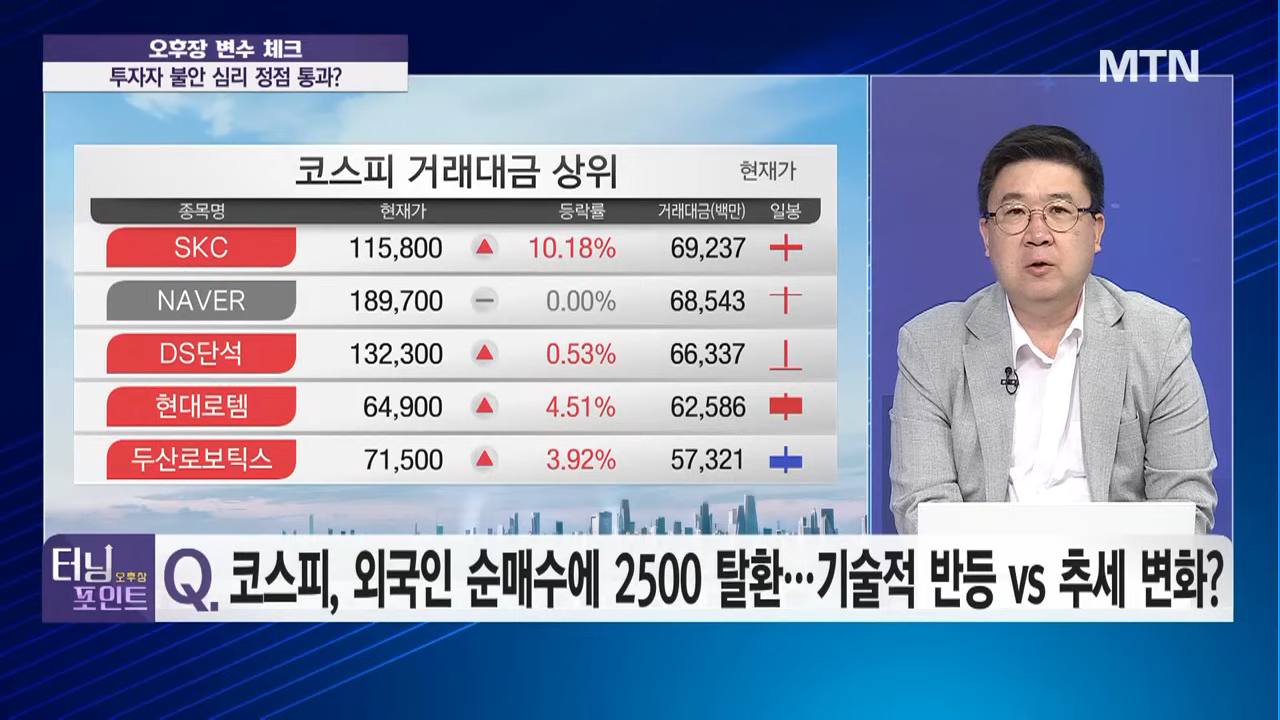 오후장 변수 체크
투자자 불안 심리 정점 통과?
MTN
코스피 거래대금 상위 현재가
종목명 현재가 등락률 거래대금(백만) 일봉
SKC 115,800 ▲ 10.18% 69,237
NAVER 189,700 − 0.00% 68,543
DS단석 132,300 ▲ 0.53% 66,337
현대로템 64,900 ▲ 4.51% 62,586
두산로보틱스 71,500 ▲ 3.92% 57,321
터닝 오후장
포인트
Q. 코스피, 외국인 순매수에 2500 탈환…기술적 반등 vs 추세 변화?